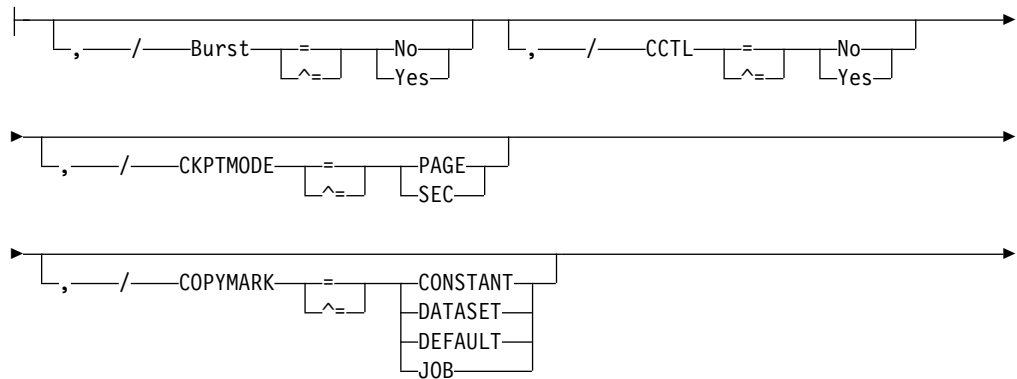 , / Burst = No , / CCTL = No
^= Yes ^= Yes
, / CKPTMODE = PAGE
^= SEC
, / COPYMARK = CONSTANT
^= DATASET
DEFAULT
JOB